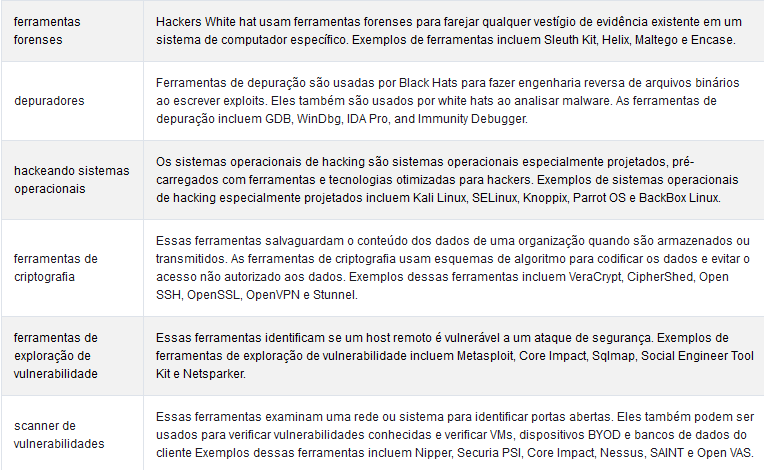 ferramentas
forenses
Hackers White hat usam ferramentas forenses para farejar qualquer vestígio de evidência existente em um
sistema de computador específico. Exemplos de ferramentas incluem Sleuth Kit, Helix, Maltego e Encase.
depuradores
Ferramentas de depuração são usadas por Black Hats para fazer engenharia reversa de arquivos binários
ao escrever exploits. Eles também são usados por white hats ao analisar malware. As ferramentas de
depuração incluem GDB, WinDbg, IDA Pro, and Immunity Debugger.
hackeando sistemas
operacionais
Os sistemas operacionais de hacking são sistemas operacionais especialmente projetados, pré-
carregados com ferramentas e tecnologias otimizadas para hackers. Exemplos de sistemas operacionais
de hacking especialmente projetados incluem Kali Linux, SELinux, Knoppix, Parrot OS e BackBox Linux.
ferramentas de
criptografia
Essas ferramentas salvaguardam o conteúdo dos dados de uma organização quando são armazenados ou
transmitidos. As ferramentas de criptografia usam esquemas de algoritmo para codificar os dados e evitar o
acesso não autorizado aos dados. Exemplos dessas ferramentas incluem VeraCrypt, CipherShed, Open
SSH, OpenSSL, OpenVPN e Stunnel.
ferramentas de
exploração de
vulnerabilidade
Essas ferramentas identificam se um host remoto é vulnerável a um ataque de segurança. Exemplos de
ferramentas de exploração de vulnerabilidade incluem Metasploit, Core Impact, Sqlmap, Social Engineer Tool
Kit e Netsparker.
scanner de
vulnerabilidades
Essas ferramentas examinam uma rede ou sistema para identificar portas abertas. Eles também podem ser
usados para verificar vulnerabilidades conhecidas e verificar VMs, dispositivos BYOD e bancos de dados do
cliente Exemplos dessas ferramentas incluem Nipper, Securia PSI, Core Impact, Nessus, SAINT e Open VAS.